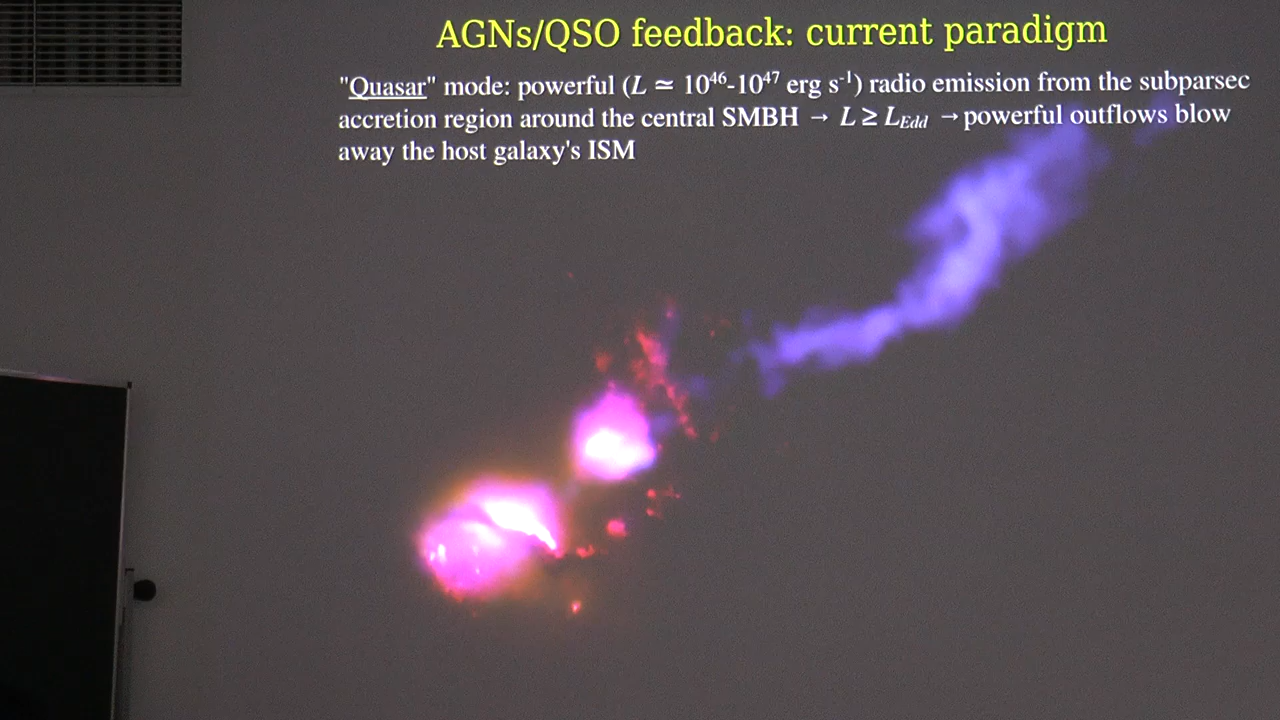 AGNs/QSO feedback: current paradigm
"Quasar" mode: powerful (L ≃ 10⁴⁶-10⁴⁷ erg s⁻¹) radio emission from the subparsec
accretion region around the central SMBH → L ≥ L_Edd → powerful outflows blow
away the host galaxy's ISM